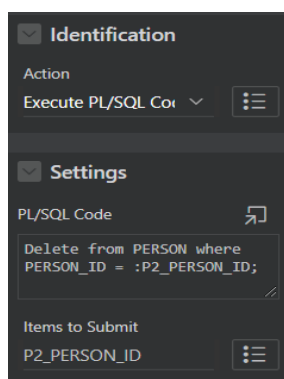 Identification
Action
Execute PL/SQL Co
Settings
PL/SQL Code
Delete from PERSON where
PERSON_ID = :P2_PERSON_ID;
Items to Submit
P2_PERSON_ID